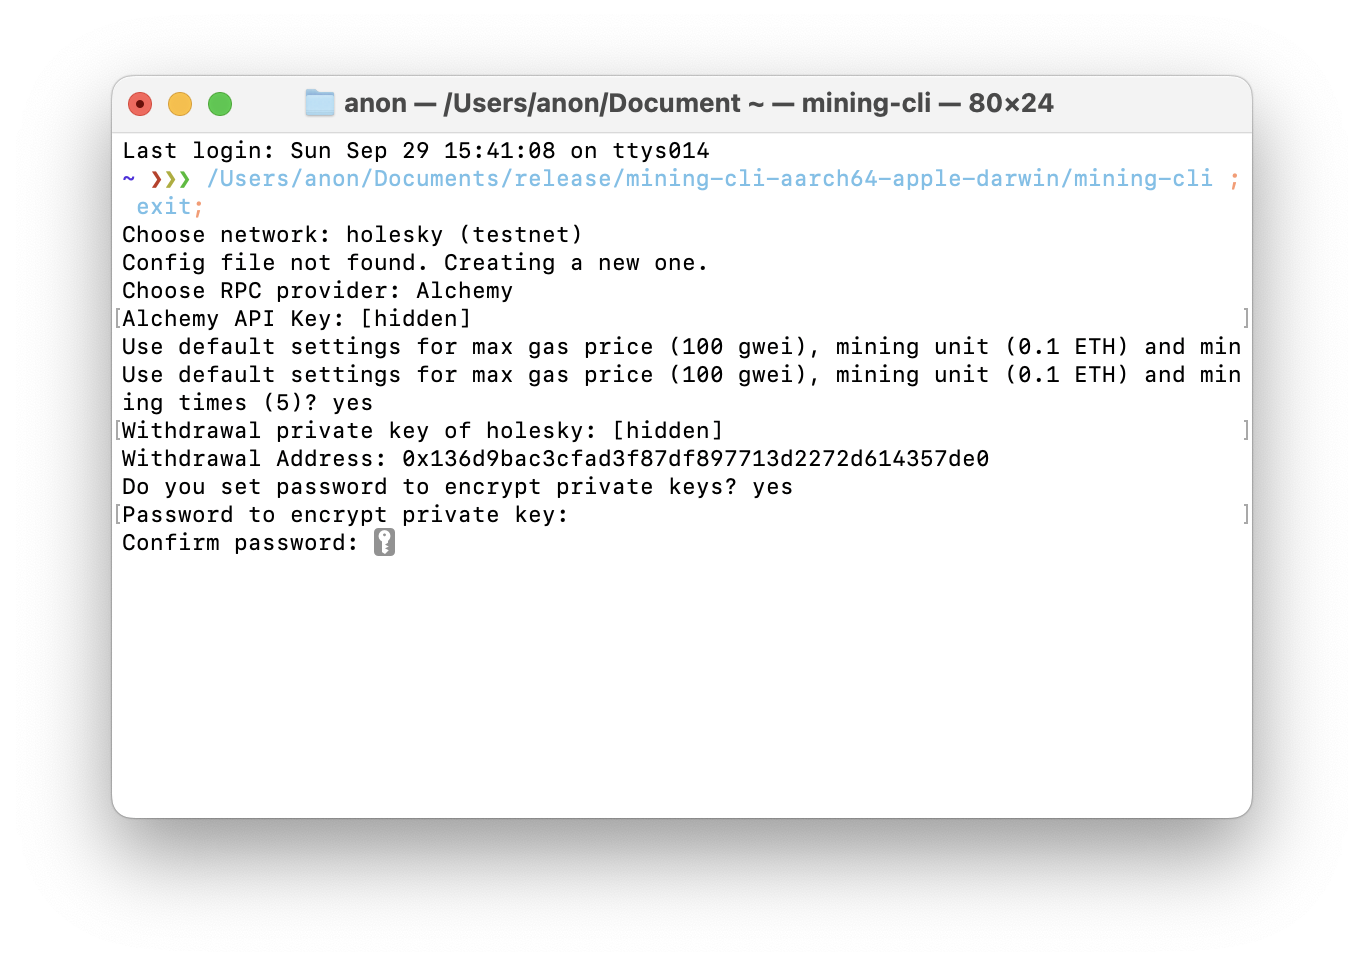 anon — /Users/anon/Document ~ — mining-cli — 80×24
Last login: Sun Sep 29 15:41:08 on ttys014
~ ❯❯❯ /Users/anon/Documents/release/mining-cli-aarch64-apple-darwin/mining-cli ;
exit;
Choose network: holesky (testnet)
Config file not found. Creating a new one.
Choose RPC provider: Alchemy
[Alchemy API Key: [hidden] ]
Use default settings for max gas price (100 gwei), mining unit (0.1 ETH) and min
Use default settings for max gas price (100 gwei), mining unit (0.1 ETH) and min
ing times (5)? yes
[Withdrawal private key of holesky: [hidden] ]
Withdrawal Address: 0x136d9bac3cfad3f87df897713d2272d614357de0
Do you set password to encrypt private keys? yes
[Password to encrypt private key: ]
Confirm password: